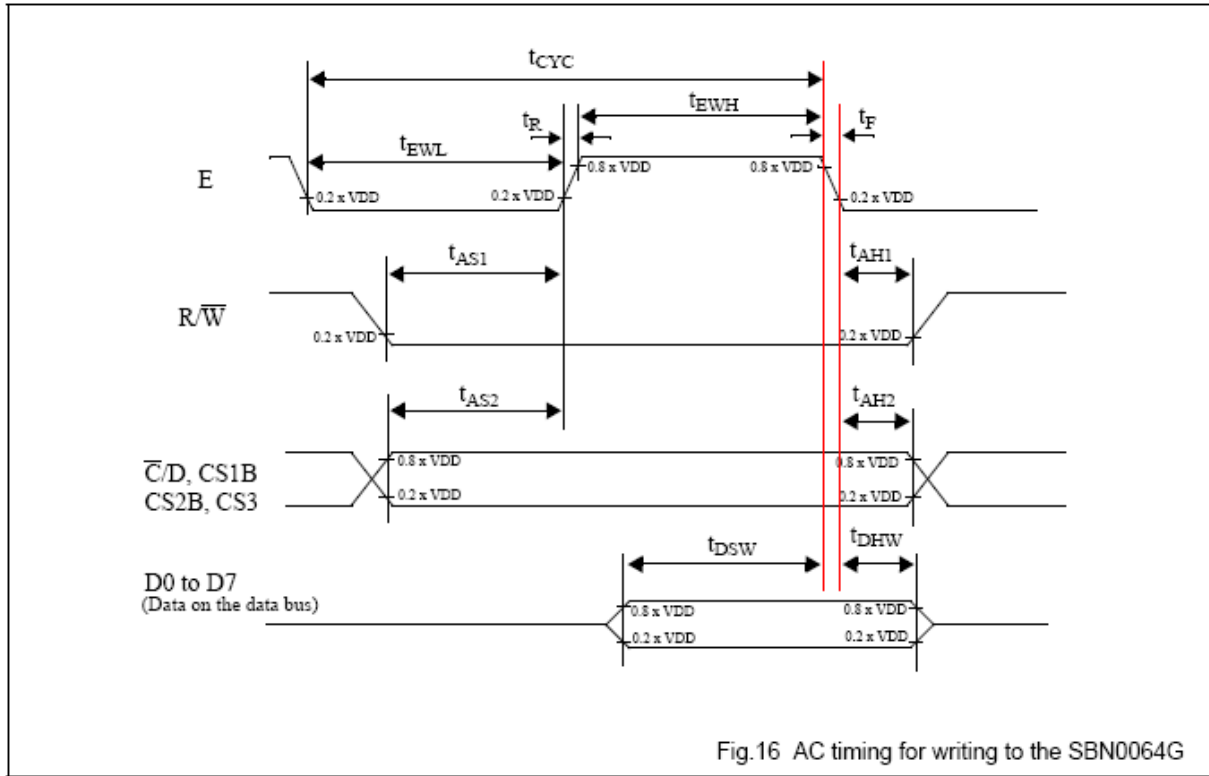 tCYC
tEWH
tR
tF
tEWL
E
0.8 x VDD
0.8 x VDD
0.2 x VDD
0.2 x VDD
0.2 x VDD
tAS1
tAH1
R/W̅
0.2 x VDD
0.2 x VDD
tAS2
tAH2
C̅/D, CS1B
CS2B, CS3
0.8 x VDD
0.8 x VDD
0.2 x VDD
0.2 x VDD
tDSW
tDHW
D0 to D7
(Data on the data bus)
0.8 x VDD
0.8 x VDD
0.2 x VDD
0.2 x VDD
Fig.16 AC timing for writing to the SBN0064G